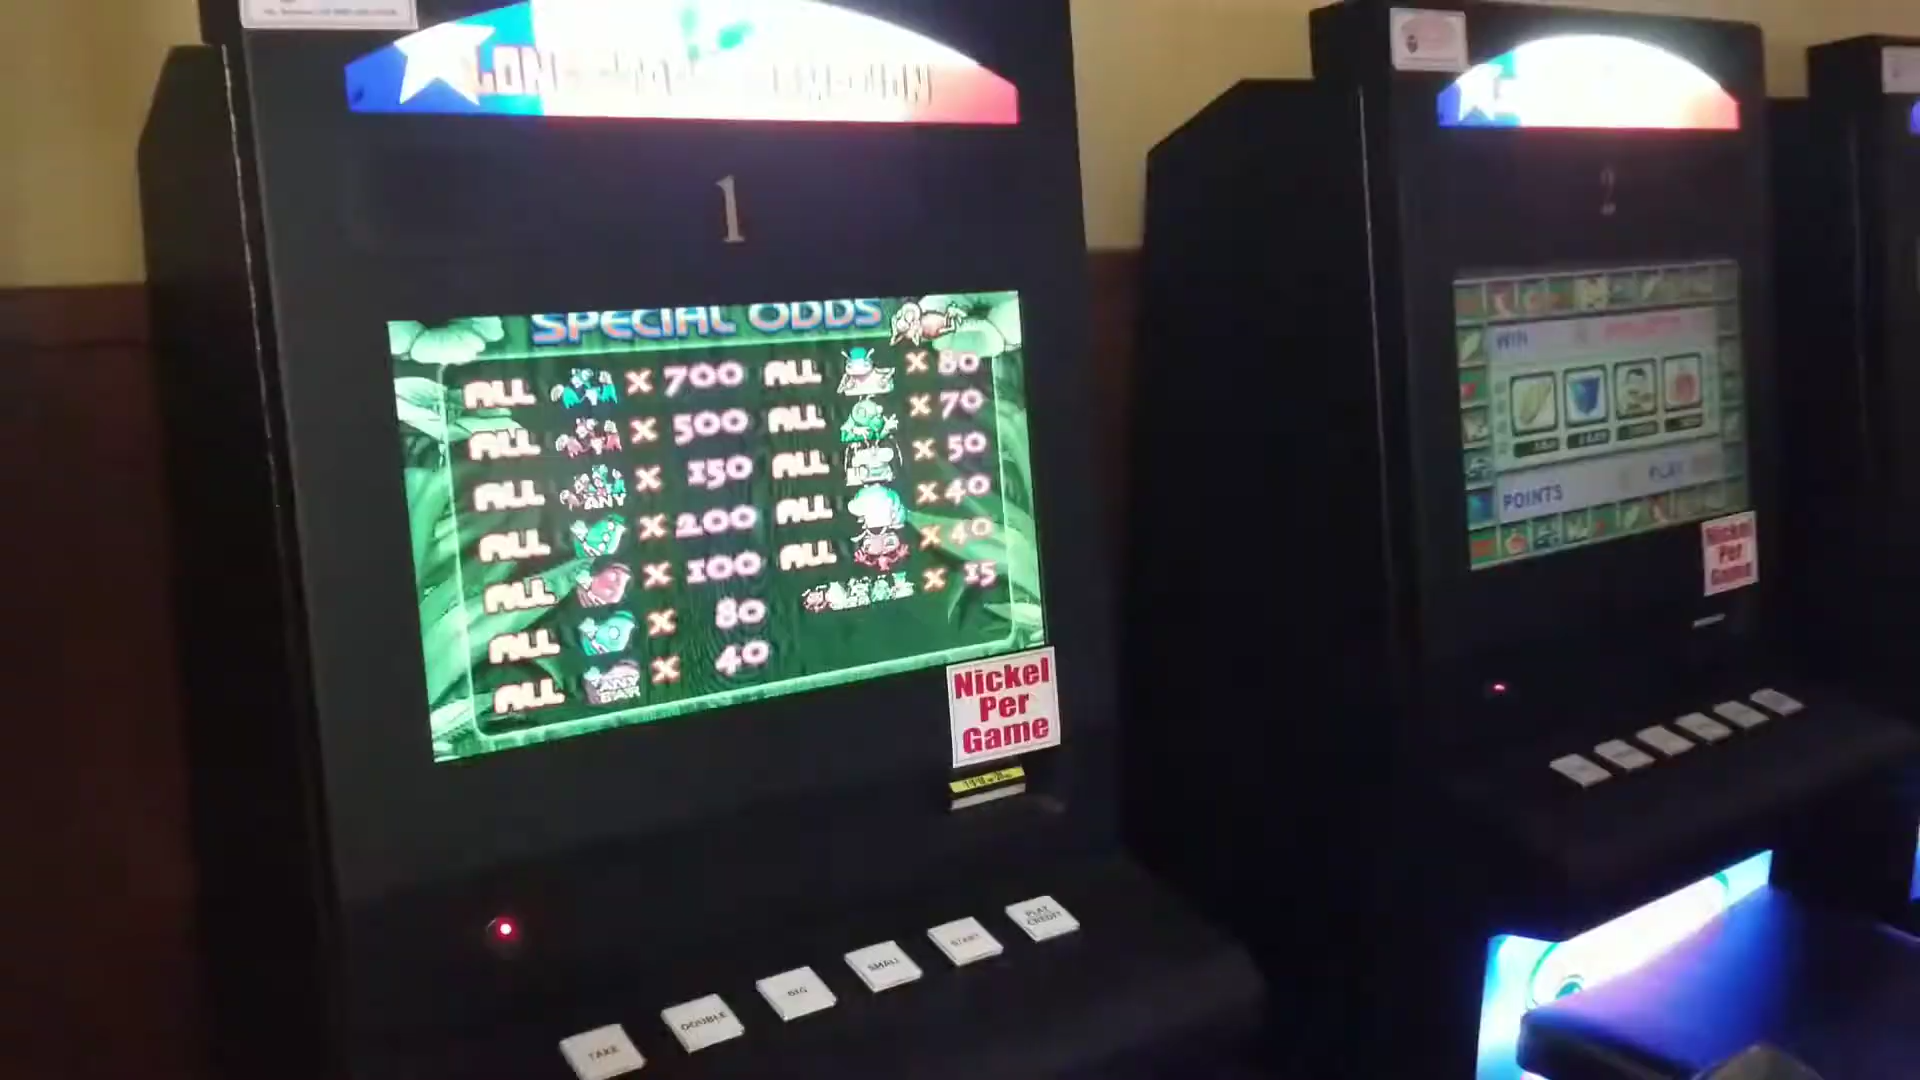 1
SPECIAL ODDS
ALL X 700 ALL X 80
ALL X 500 ALL X 70
ALL ANY X 150 ALL X 50
ALL X 200 ALL X 40
ALL X 100 ALL X 40
ALL X 80 X 15
ALL ANY BAR X 40
Nickel
Per
Game
TAKE
DOUBLE
BIG
SMALL
START
PLAY
CREDIT
2
WIN
POINTS
PLAY
Nickel
Per
Game